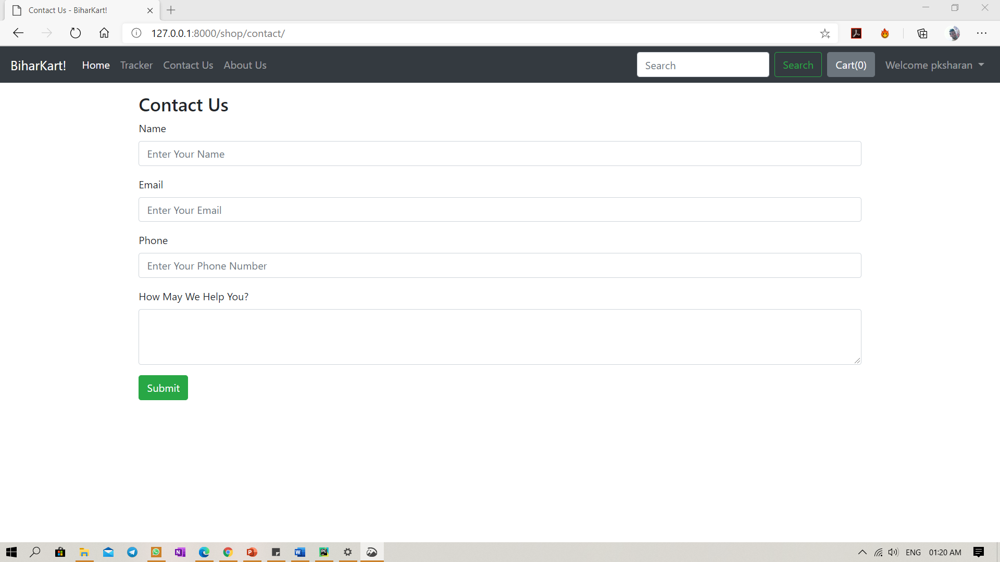 Contact Us - BiharKart!
127.0.0.1:8000/shop/contact/
BiharKart! Home Tracker Contact Us About Us Search Search Cart(0) Welcome pksharan
Contact Us
Name
Enter Your Name
Email
Enter Your Email
Phone
Enter Your Phone Number
How May We Help You?
Submit
ENG 01:20 AM